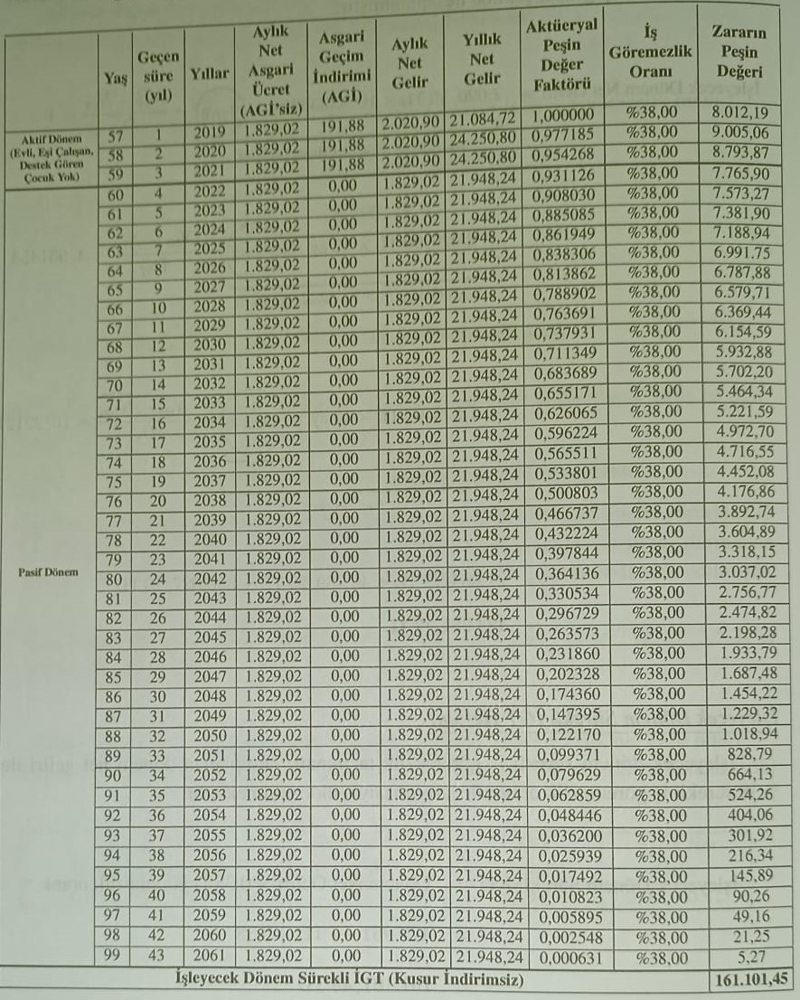 Yaş Geçen süre (yıl) Yıllar Aylık Net Asgari Ücret (AGİ'siz) Asgari Geçim İndirimi (AGİ) Aylık Net Gelir Yıllık Net Gelir Aktüeryal Peşin Değer Faktörü İş Göremezlik Oranı Zararın Peşin Değeri
Aktif Dönem (Evli, Eşi Çalışan, Destek Gören Çocuk Yok)
57 1 2019 1.829,02 191,88 2.020,90 21.084,72 1,000000 %38,00 8.012,19
58 2 2020 1.829,02 191,88 2.020,90 24.250,80 0,977185 %38,00 9.005,06
59 3 2021 1.829,02 191,88 2.020,90 24.250,80 0,954268 %38,00 8.793,87
Pasif Dönem
60 4 2022 1.829,02 0,00 1.829,02 21.948,24 0,931126 %38,00 7.765,90
61 5 2023 1.829,02 0,00 1.829,02 21.948,24 0,908030 %38,00 7.573,27
62 6 2024 1.829,02 0,00 1.829,02 21.948,24 0,885085 %38,00 7.381,90
63 7 2025 1.829,02 0,00 1.829,02 21.948,24 0,861949 %38,00 7.188,94
64 8 2026 1.829,02 0,00 1.829,02 21.948,24 0,838306 %38,00 6.991.75
65 9 2027 1.829,02 0,00 1.829,02 21.948,24 0,813862 %38,00 6.787,88
66 10 2028 1.829,02 0,00 1.829,02 21.948,24 0,788902 %38,00 6.579,71
67 11 2029 1.829,02 0,00 1.829,02 21.948,24 0,763691 %38,00 6.369,44
68 12 2030 1.829,02 0,00 1.829,02 21.948,24 0,737931 %38,00 6.154,59
69 13 2031 1.829,02 0,00 1.829,02 21.948,24 0,711349 %38,00 5.932,88
70 14 2032 1.829,02 0,00 1.829,02 21.948,24 0,683689 %38,00 5.702,20
71 15 2033 1.829,02 0,00 1.829,02 21.948,24 0,655171 %38,00 5.464,34
72 16 2034 1.829,02 0,00 1.829,02 21.948,24 0,626065 %38,00 5.221,59
73 17 2035 1.829,02 0,00 1.829,02 21.948,24 0,596224 %38,00 4.972,70
74 18 2036 1.829,02 0,00 1.829,02 21.948,24 0,565511 %38,00 4.716,55
75 19 2037 1.829,02 0,00 1.829,02 21.948,24 0,533801 %38,00 4.452,08
76 20 2038 1.829,02 0,00 1.829,02 21.948,24 0,500803 %38,00 4.176,86
77 21 2039 1.829,02 0,00 1.829,02 21.948,24 0,466737 %38,00 3.892,74
78 22 2040 1.829,02 0,00 1.829,02 21.948,24 0,432224 %38,00 3.604,89
79 23 2041 1.829,02 0,00 1.829,02 21.948,24 0,397844 %38,00 3.318,15
80 24 2042 1.829,02 0,00 1.829,02 21.948,24 0,364136 %38,00 3.037,02
81 25 2043 1.829,02 0,00 1.829,02 21.948,24 0,330534 %38,00 2.756,77
82 26 2044 1.829,02 0,00 1.829,02 21.948,24 0,296729 %38,00 2.474,82
83 27 2045 1.829,02 0,00 1.829,02 21.948,24 0,263573 %38,00 2.198,28
84 28 2046 1.829,02 0,00 1.829,02 21.948,24 0,231860 %38,00 1.933,79
85 29 2047 1.829,02 0,00 1.829,02 21.948,24 0,202328 %38,00 1.687,48
86 30 2048 1.829,02 0,00 1.829,02 21.948,24 0,174360 %38,00 1.454,22
87 31 2049 1.829,02 0,00 1.829,02 21.948,24 0,147395 %38,00 1.229,32
88 32 2050 1.829,02 0,00 1.829,02 21.948,24 0,122170 %38,00 1.018,94
89 33 2051 1.829,02 0,00 1.829,02 21.948,24 0,099371 %38,00 828,79
90 34 2052 1.829,02 0,00 1.829,02 21.948,24 0,079629 %38,00 664,13
91 35 2053 1.829,02 0,00 1.829,02 21.948,24 0,062859 %38,00 524,26
92 36 2054 1.829,02 0,00 1.829,02 21.948,24 0,048446 %38,00 404,06
93 37 2055 1.829,02 0,00 1.829,02 21.948,24 0,036200 %38,00 301,92
94 38 2056 1.829,02 0,00 1.829,02 21.948,24 0,025939 %38,00 216,34
95 39 2057 1.829,02 0,00 1.829,02 21.948,24 0,017492 %38,00 145,89
96 40 2058 1.829,02 0,00 1.829,02 21.948,24 0,010823 %38,00 90,26
97 41 2059 1.829,02 0,00 1.829,02 21.948,24 0,005895 %38,00 49,16
98 42 2060 1.829,02 0,00 1.829,02 21.948,24 0,002548 %38,00 21,25
99 43 2061 1.829,02 0,00 1.829,02 21.948,24 0,000631 %38,00 5,27
İşleyecek Dönem Sürekli İGT (Kusur İndirimsiz) 161.101,45